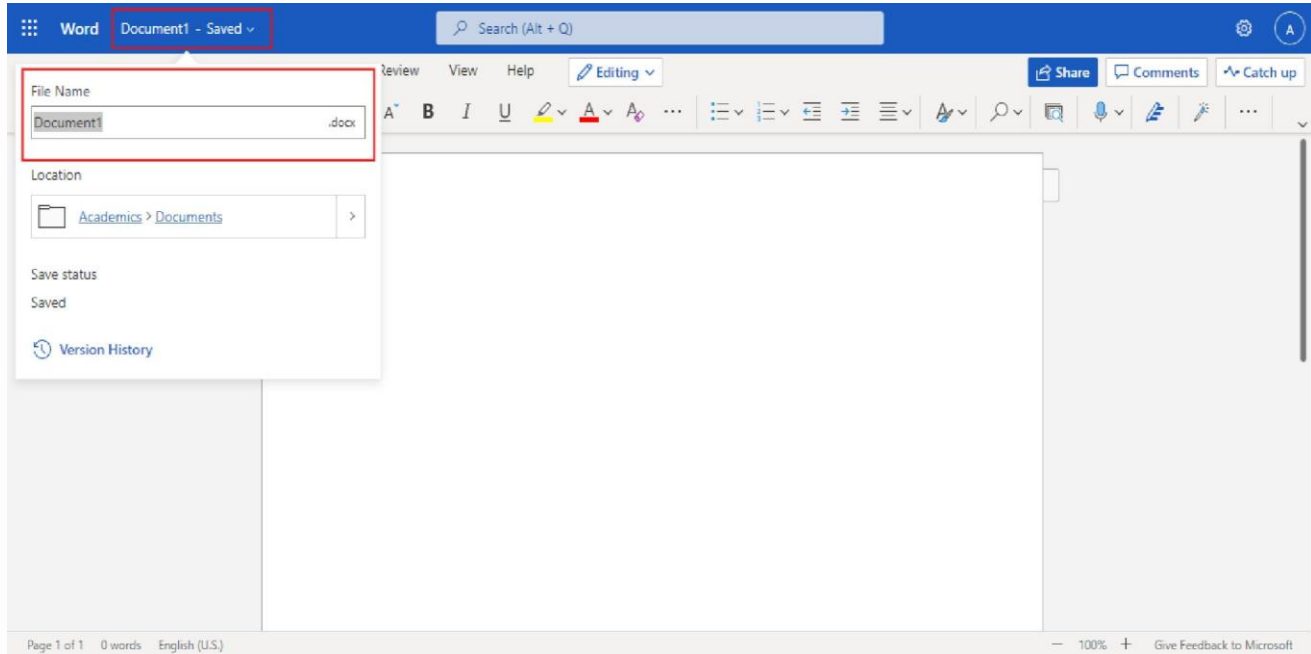 Word Document1 - Saved Search (Alt + Q) A
Review View Help Editing Share Comments Catch up
File Name
Document1 .docx
A B I U A A
Location
Academics > Documents
Save status
Saved
Version History
Page 1 of 1 0 words English (U.S.) 100% Give Feedback to Microsoft